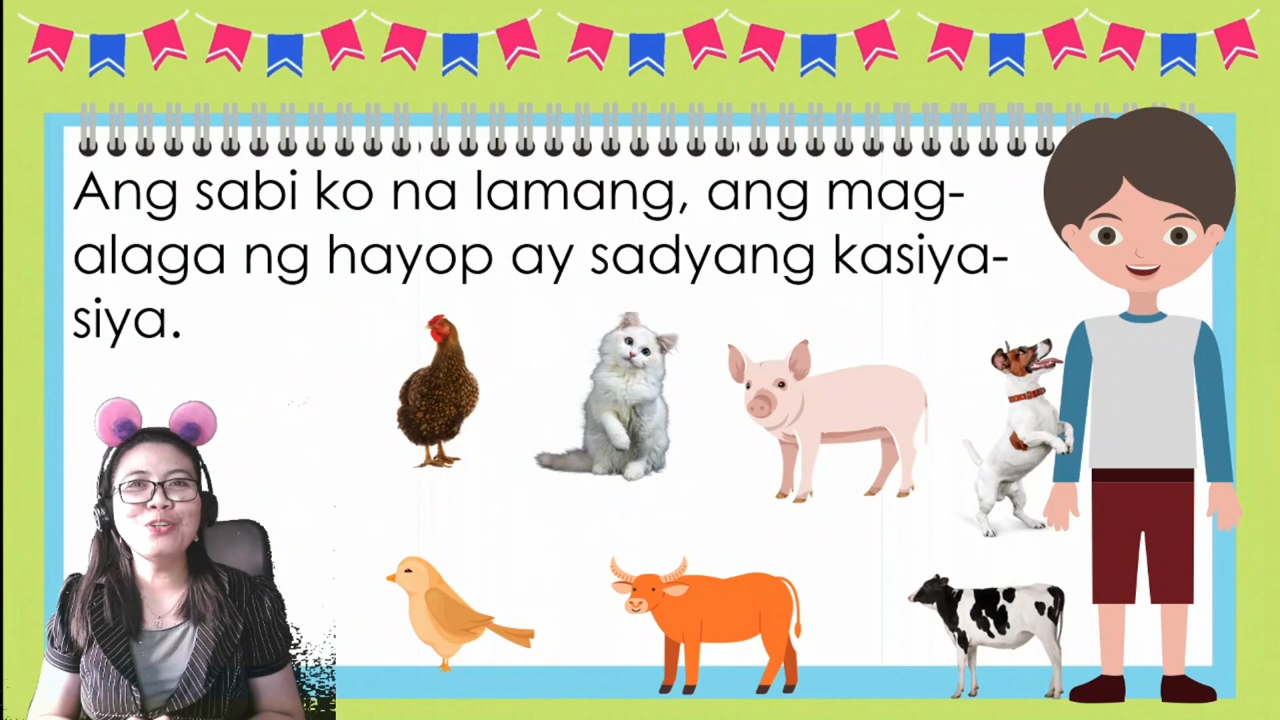 Ang sabi ko na lamang, ang mag-
alaga ng hayop ay sadyang kasiya-
siya.